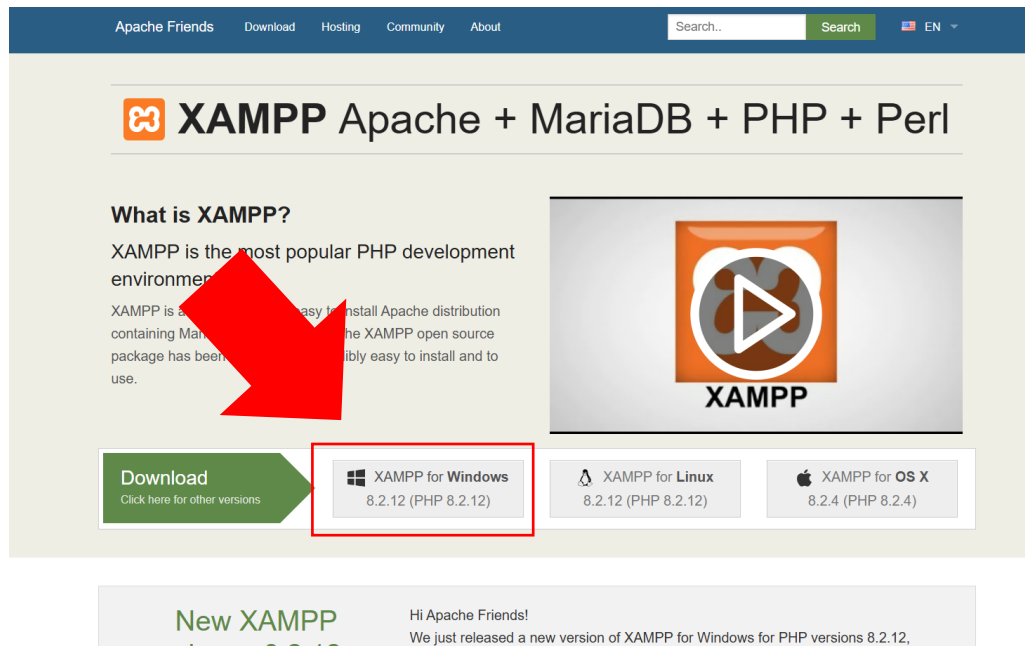 Apache Friends Download Hosting Community About Search.. Search EN
XAMPP Apache + MariaDB + PHP + Perl
What is XAMPP?
XAMPP is the most popular PHP development
XAMPP is install Apache distribution
containing XAMPP open source
package has been easy to install and to
use.
XAMPP
Download
Click here for other versions
XAMPP for Windows
8.2.12 (PHP 8.2.12)
XAMPP for Linux
8.2.12 (PHP 8.2.12)
XAMPP for OS X
8.2.4 (PHP 8.2.4)
New XAMPP
Hi Apache Friends!
We just released a new version of XAMPP for Windows for PHP versions 8.2.12,